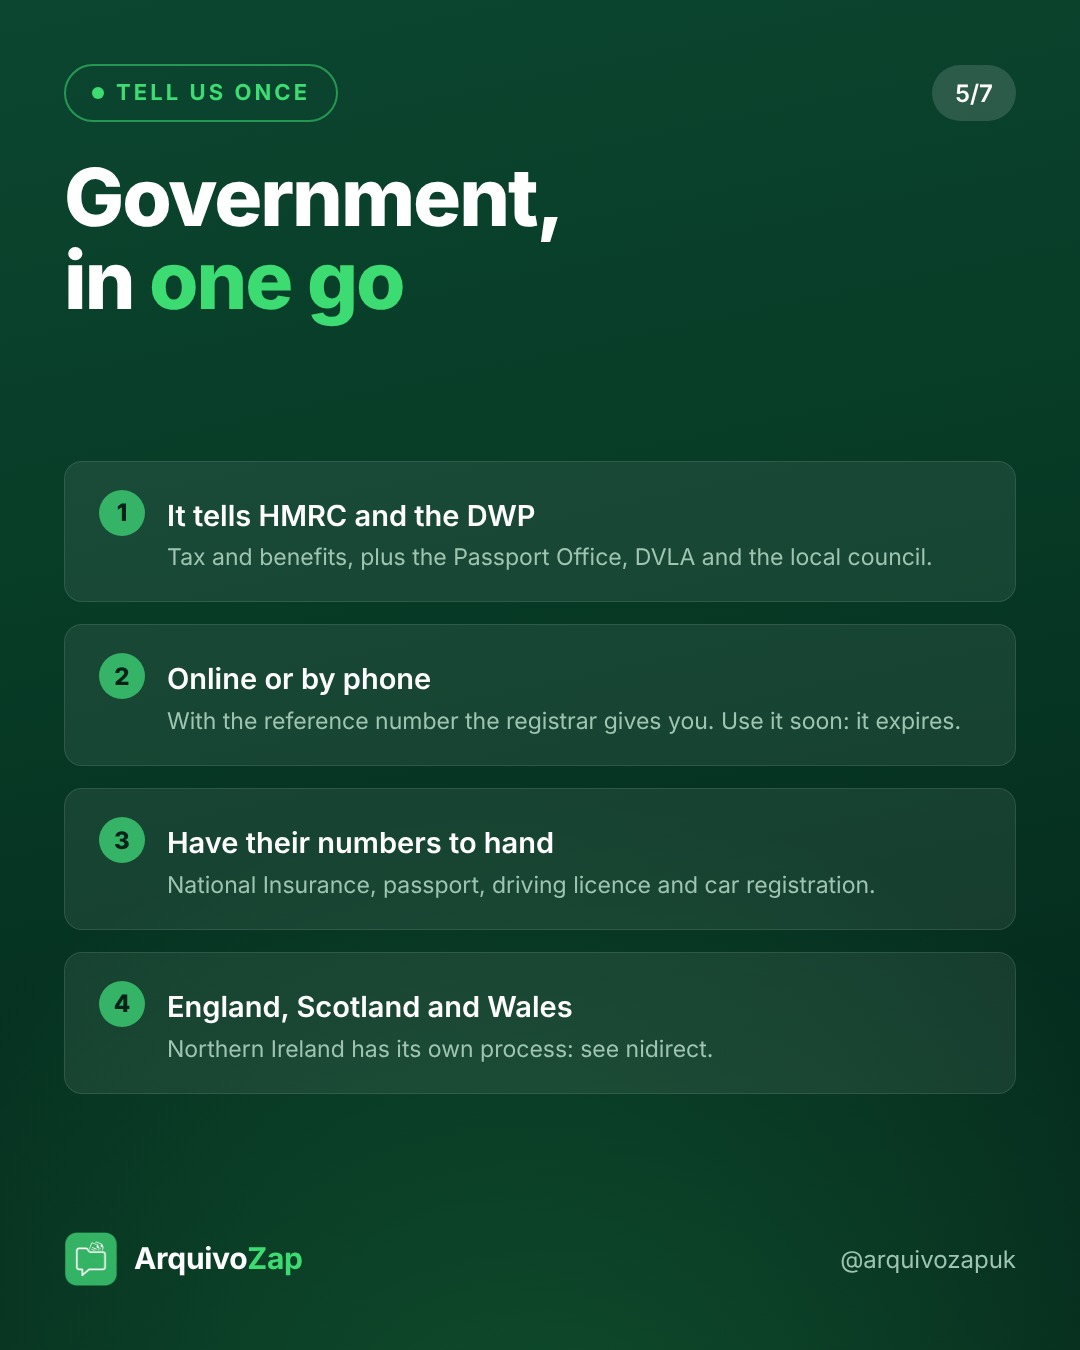 TELL US ONCE
5/7
Government,
in one go
1
It tells HMRC and the DWP
Tax and benefits, plus the Passport Office, DVLA and the local council.
2
Online or by phone
With the reference number the registrar gives you. Use it soon: it expires.
3
Have their numbers to hand
National Insurance, passport, driving licence and car registration.
4
England, Scotland and Wales
Northern Ireland has its own process: see nidirect.
ArquivoZap
@arquivozapuk